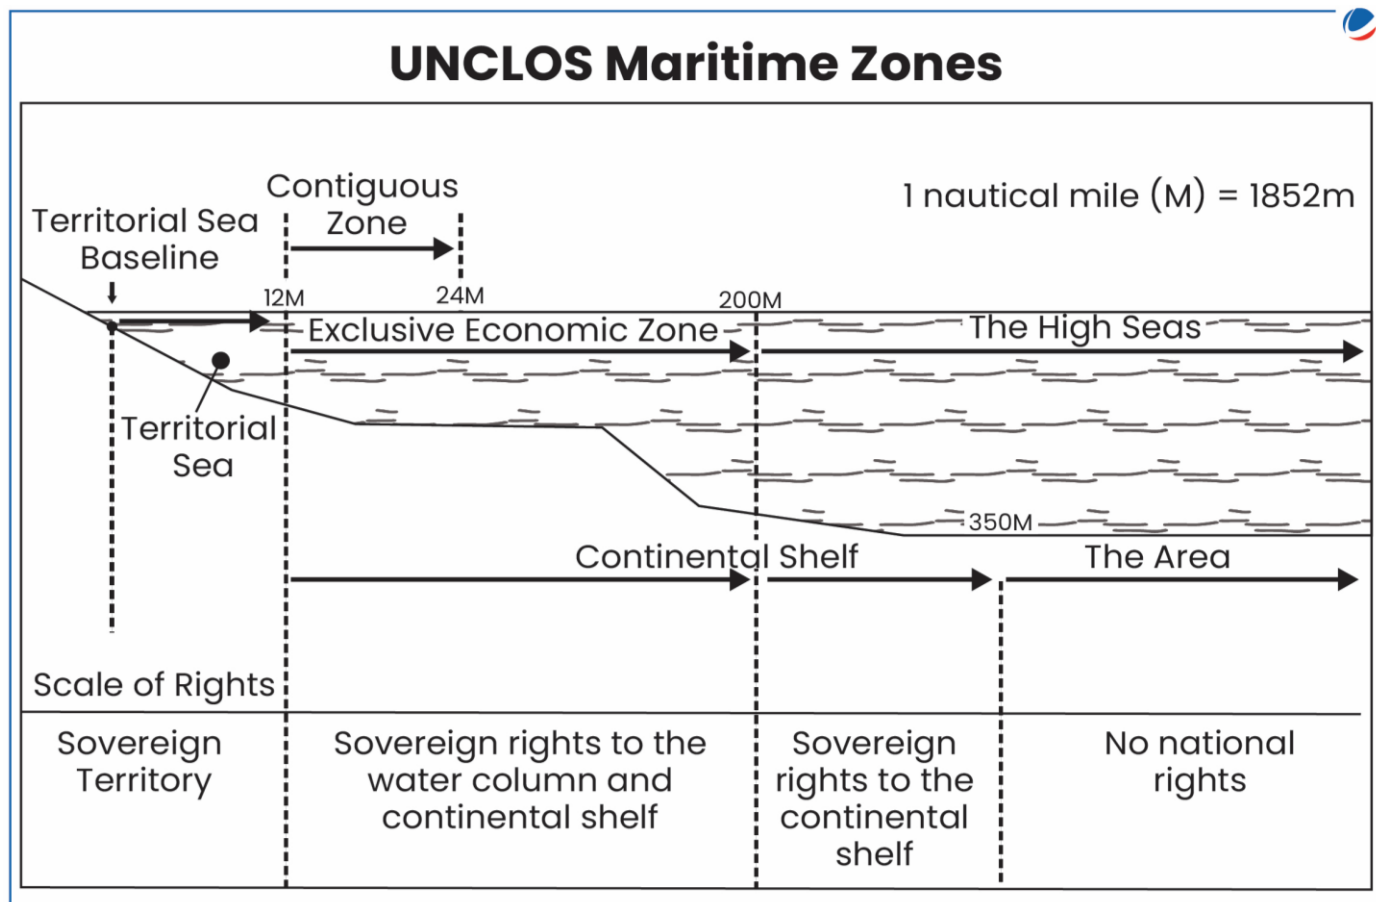 UNCLOS Maritime Zones
Contiguous
Zone
1 nautical mile (M) = 1852m
Territorial Sea
Baseline
12M
24M
200M
Exclusive Economic Zone
The High Seas
Territorial
Sea
350M
Continental Shelf
The Area
Scale of Rights
Sovereign
Territory
Sovereign rights to the
water column and
continental shelf
Sovereign
rights to the
continental
shelf
No national
rights